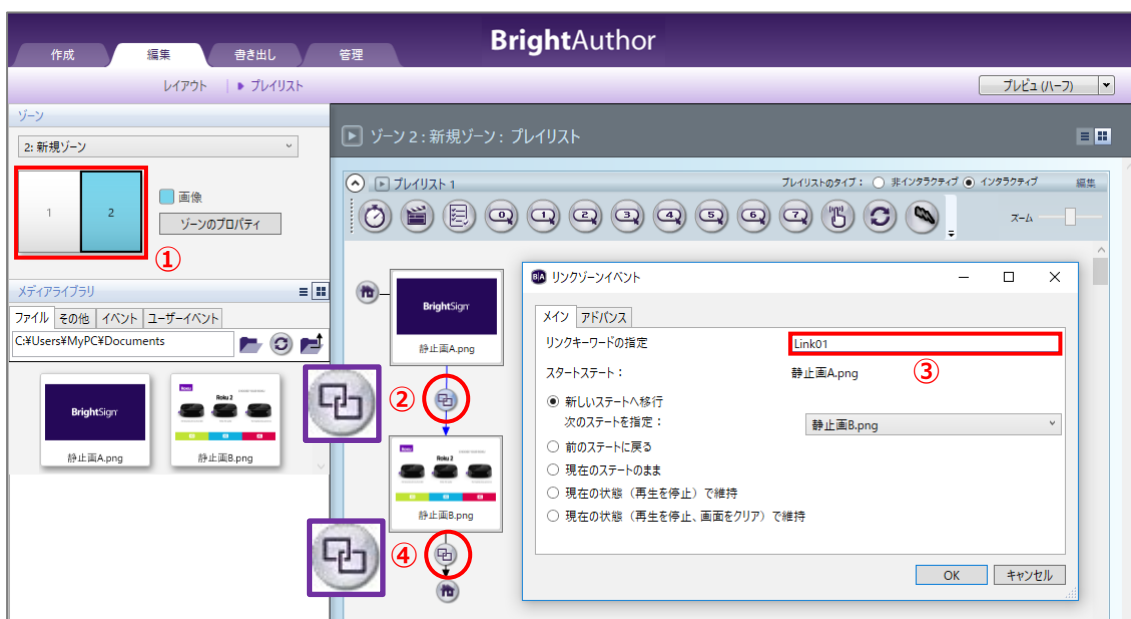 BrightAuthor
作成
編集
書き出し
管理
レイアウト
プレイリスト
プレビュ (ハーフ)
ゾーン
2: 新規ゾーン
1
2
画像
ゾーンのプロパティ
①
メディアライブラリ
ファイル
その他
イベント
ユーザーイベント
C:¥Users¥MyPC¥Documents
BrightSign
静止画A.png
Roku 2
静止画B.png
ゾーン 2 : 新規ゾーン : プレイリスト
プレイリスト 1
プレイリストのタイプ :
非インタラクティブ
インタラクティブ
編集
0
1
2
3
4
5
6
7
ズーム
BrightSign
静止画A.png
②
Roku 2
静止画B.png
④
BA リンクゾーンイベント
メイン
アドバンス
リンクキーワードの指定
Link01
③
スタートステート :
静止画A.png
新しいステートへ移行
次のステートを指定 :
静止画B.png
前のステートに戻る
現在のステートのまま
現在の状態（再生を停止）で維持
現在の状態（再生を停止、画面をクリア）で維持
OK
キャンセル